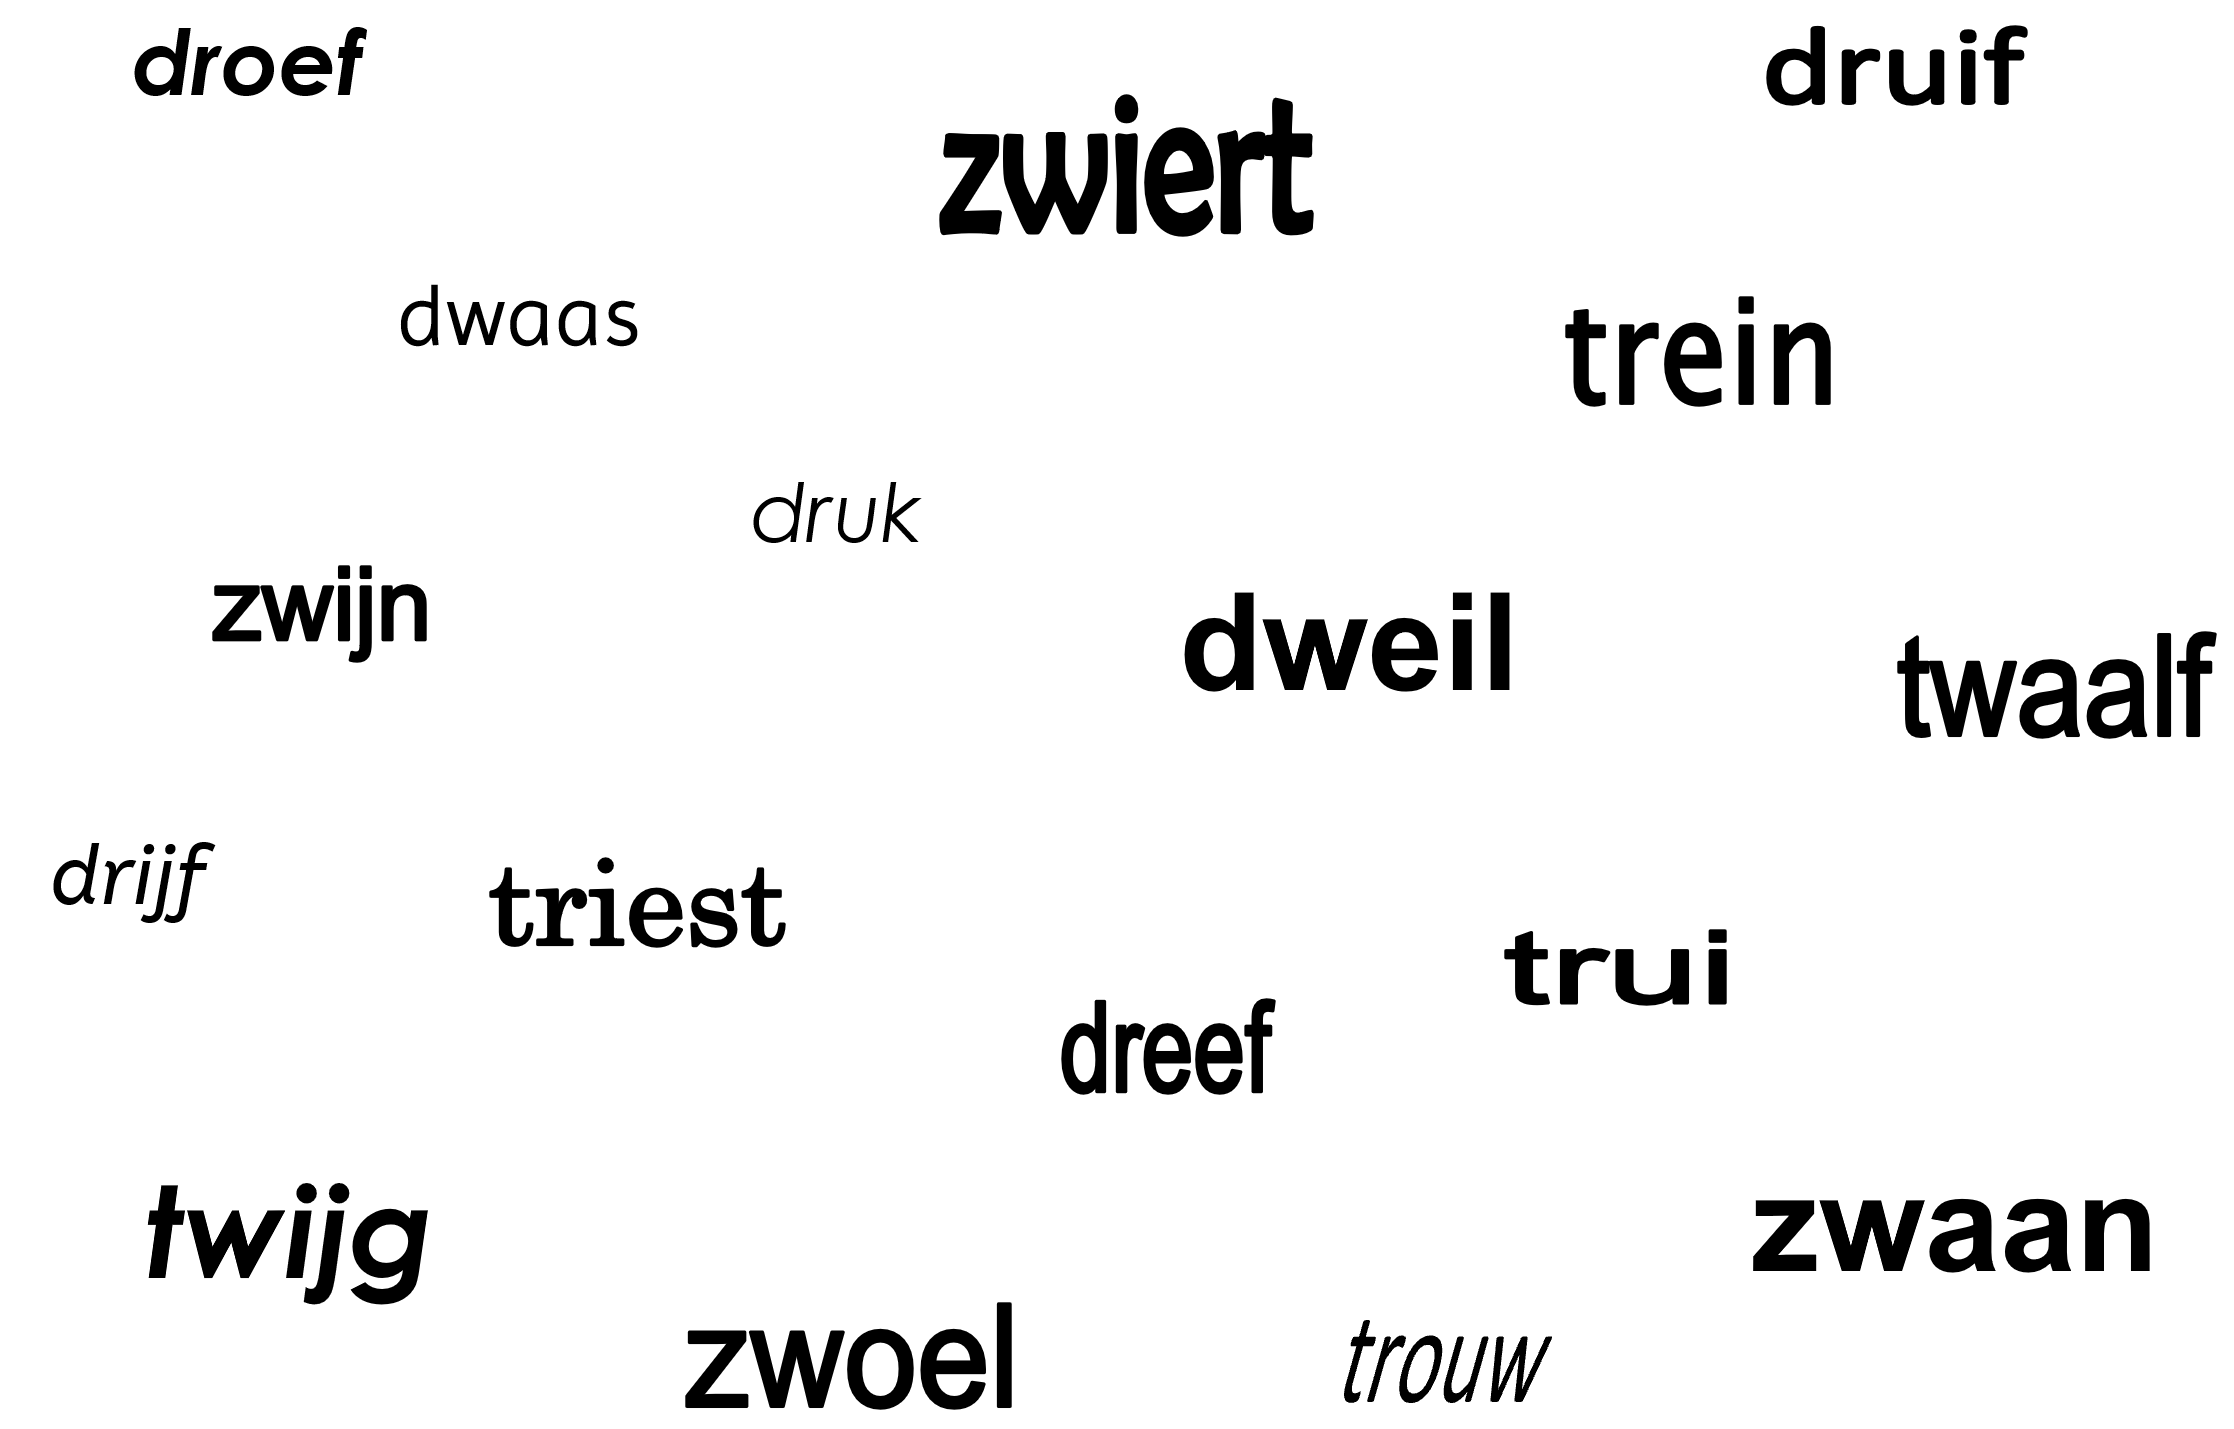 droef
druif
zwiert
dwaas
trein
druk
zwijn
dweil
twaalf
drijf
triest
trui
dreef
twijg
zwaan
zwoel
trouw